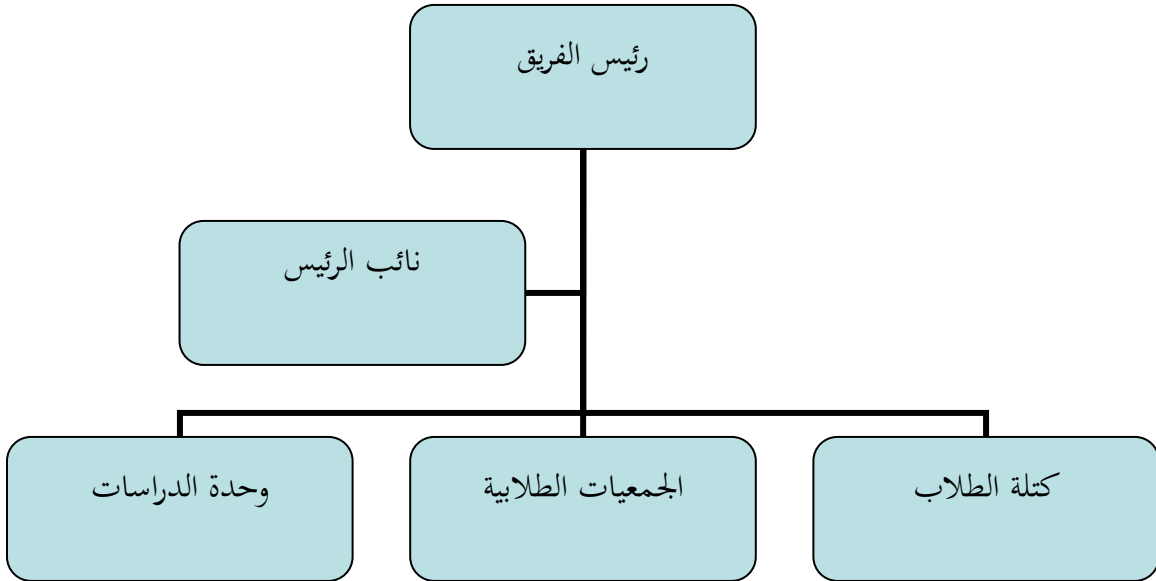 رئيس الفريق
نائب الرئيس
كتلة الطلاب
الجمعيات الطلابية
وحدة الدراسات